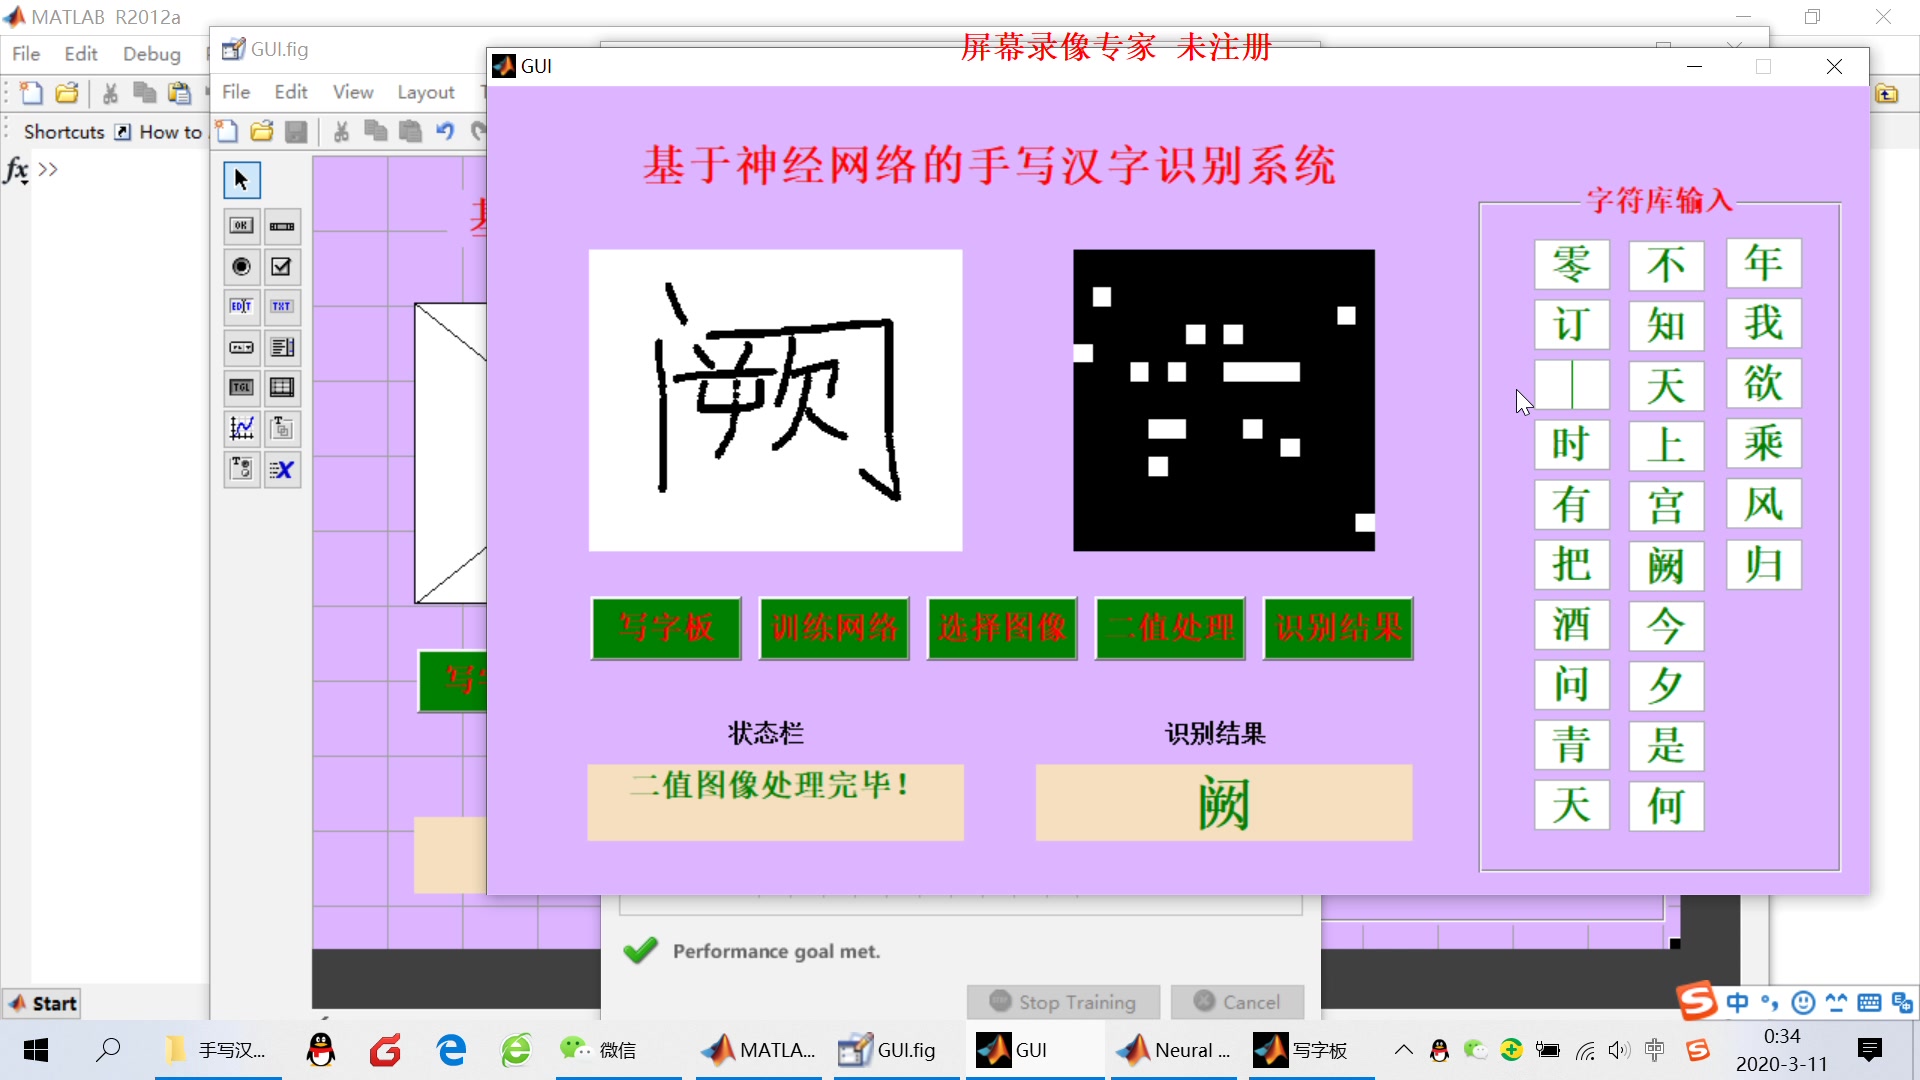 MATLAB R2012a
File Edit Debug
GUI.fig
屏幕录像专家 未注册
GUI
File Edit View Layout
Shortcuts How to
fx >>
OK
EDIT TXT
TGL
基于神经网络的手写汉字识别系统
字符库输入
零 不 年
订 知 我
天 欲
时 上 乘
有 宫 风
把 阙 归
酒 今
问 夕
青 是
天 何
阙
写字板 训练网络 选择图像 二值处理 识别结果
状态栏 识别结果
二值图像处理完毕!
阙
Performance goal met.
Stop Training Cancel
Start
中
手写汉... 微信 MATLA... GUI.fig GUI Neural ... 写字板
中
0:34
2020-3-11